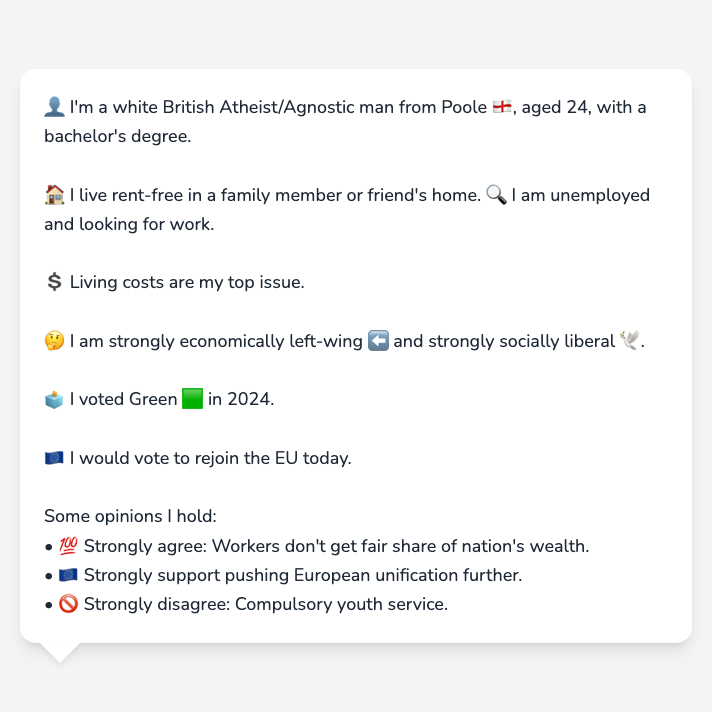 👤 I'm a white British Atheist/Agnostic man from Poole 🏴󠁧󠁢󠁥󠁮󠁧󠁿, aged 24, with a
bachelor's degree.
🏠 I live rent-free in a family member or friend's home. 🔍 I am unemployed
and looking for work.
💲 Living costs are my top issue.
🤔 I am strongly economically left-wing ⬅️ and strongly socially liberal 🕊️.
🗳️ I voted Green 🟩 in 2024.
🇪🇺 I would vote to rejoin the EU today.
Some opinions I hold:
• 💯 Strongly agree: Workers don't get fair share of nation's wealth.
• 🇪🇺 Strongly support pushing European unification further.
• 🚫 Strongly disagree: Compulsory youth service.